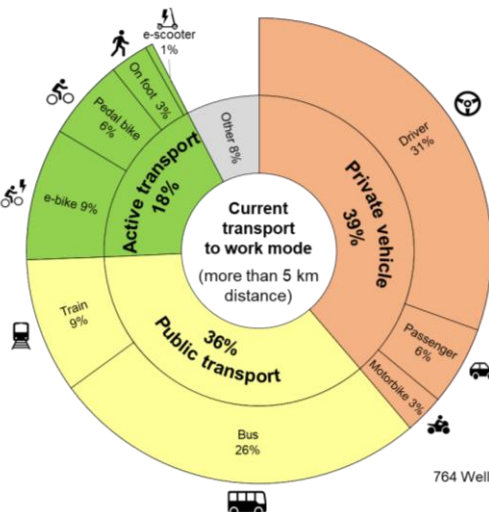 e-scooter
1%
On foot 3%
Pedal bike
6%
e-bike 9%
Active transport
18%
Other 8%
Driver
31%
Private vehicle
39%
Current
transport
to work mode
(more than 5 km
distance)
Passenger
6%
Motorbike 3%
Train
9%
36%
Public transport
Bus
26%
764 Well